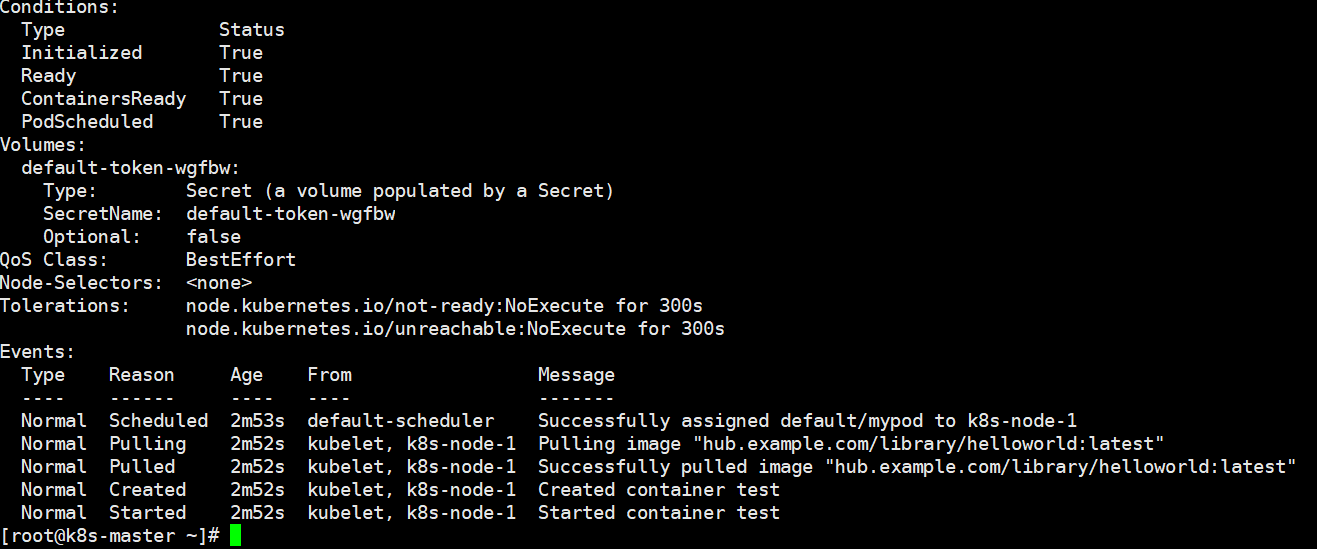 Conditions:
  Type              Status
  Initialized       True
  Ready             True
  ContainersReady   True
  PodScheduled      True
Volumes:
  default-token-wgfbw:
    Type:        Secret (a volume populated by a Secret)
    SecretName:  default-token-wgfbw
    Optional:    false
QoS Class:       BestEffort
Node-Selectors:  <none>
Tolerations:     node.kubernetes.io/not-ready:NoExecute for 300s
                 node.kubernetes.io/unreachable:NoExecute for 300s
Events:
  Type    Reason     Age    From                 Message
  ----    ------     ----   ----                 -------
  Normal  Scheduled  2m53s  default-scheduler    Successfully assigned default/mypod to k8s-node-1
  Normal  Pulling    2m52s  kubelet, k8s-node-1  Pulling image "hub.example.com/library/helloworld:latest"
  Normal  Pulled     2m52s  kubelet, k8s-node-1  Successfully pulled image "hub.example.com/library/helloworld:latest"
  Normal  Created    2m52s  kubelet, k8s-node-1  Created container test
  Normal  Started    2m52s  kubelet, k8s-node-1  Started container test
[root@k8s-master ~]#